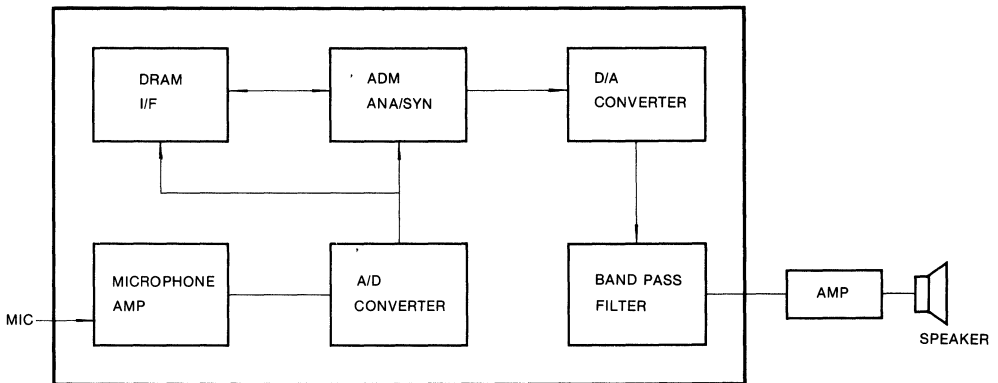 DRAM
I/F
ADM
ANA/SYN
D/A
CONVERTER
MICROPHONE
AMP
A/D
CONVERTER
BAND PASS
FILTER
AMP
MIC
SPEAKER